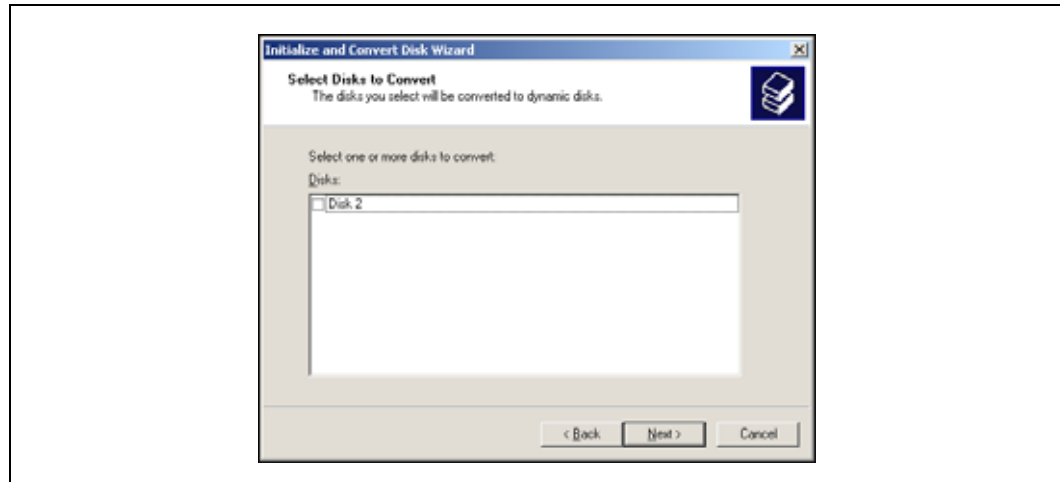 Initialize and Convert Disk Wizard
Select Disks to Convert
The disks you select will be converted to dynamic disks.
Select one or more disks to convert:
Disks:
Disk 2
< Back
Next >
Cancel